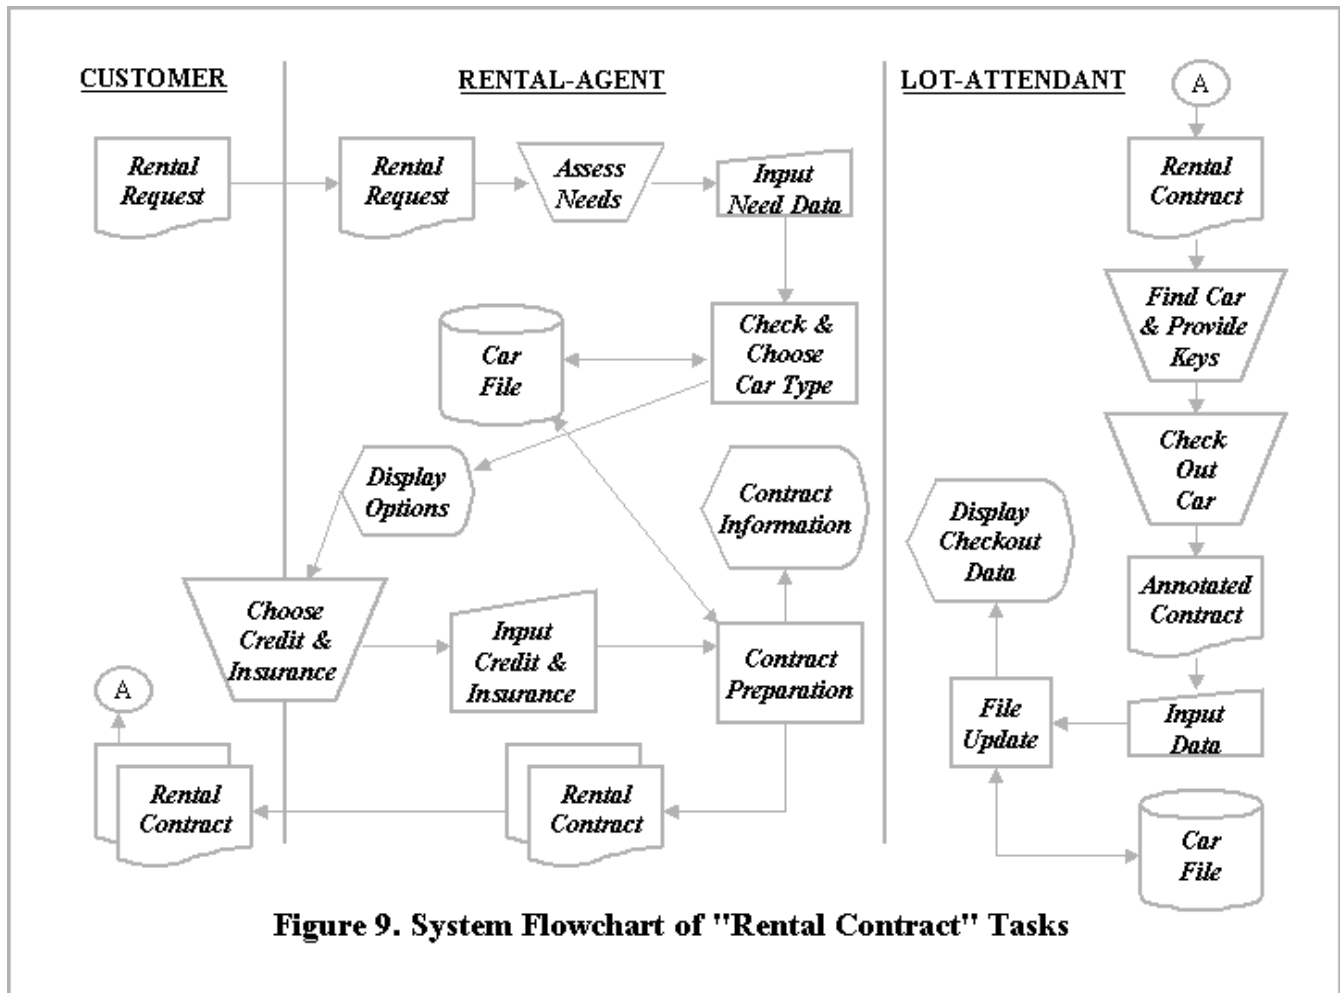 CUSTOMER
RENTAL-AGENT
LOT-ATTENDANT
A
Rental
Request
Rental
Request
Assess
Needs
Input
Need Data
Rental
Contract
Car
File
Check &
Choose
Car Type
Find Car
& Provide
Keys
Display
Options
Contract
Information
Check
Out
Car
Display
Checkout
Data
Choose
Credit &
Insurance
Input
Credit &
Insurance
Contract
Preparation
Annotated
Contract
A
File
Update
Input
Data
Rental
Contract
Rental
Contract
Car
File
Figure 9. System Flowchart of "Rental Contract" Tasks